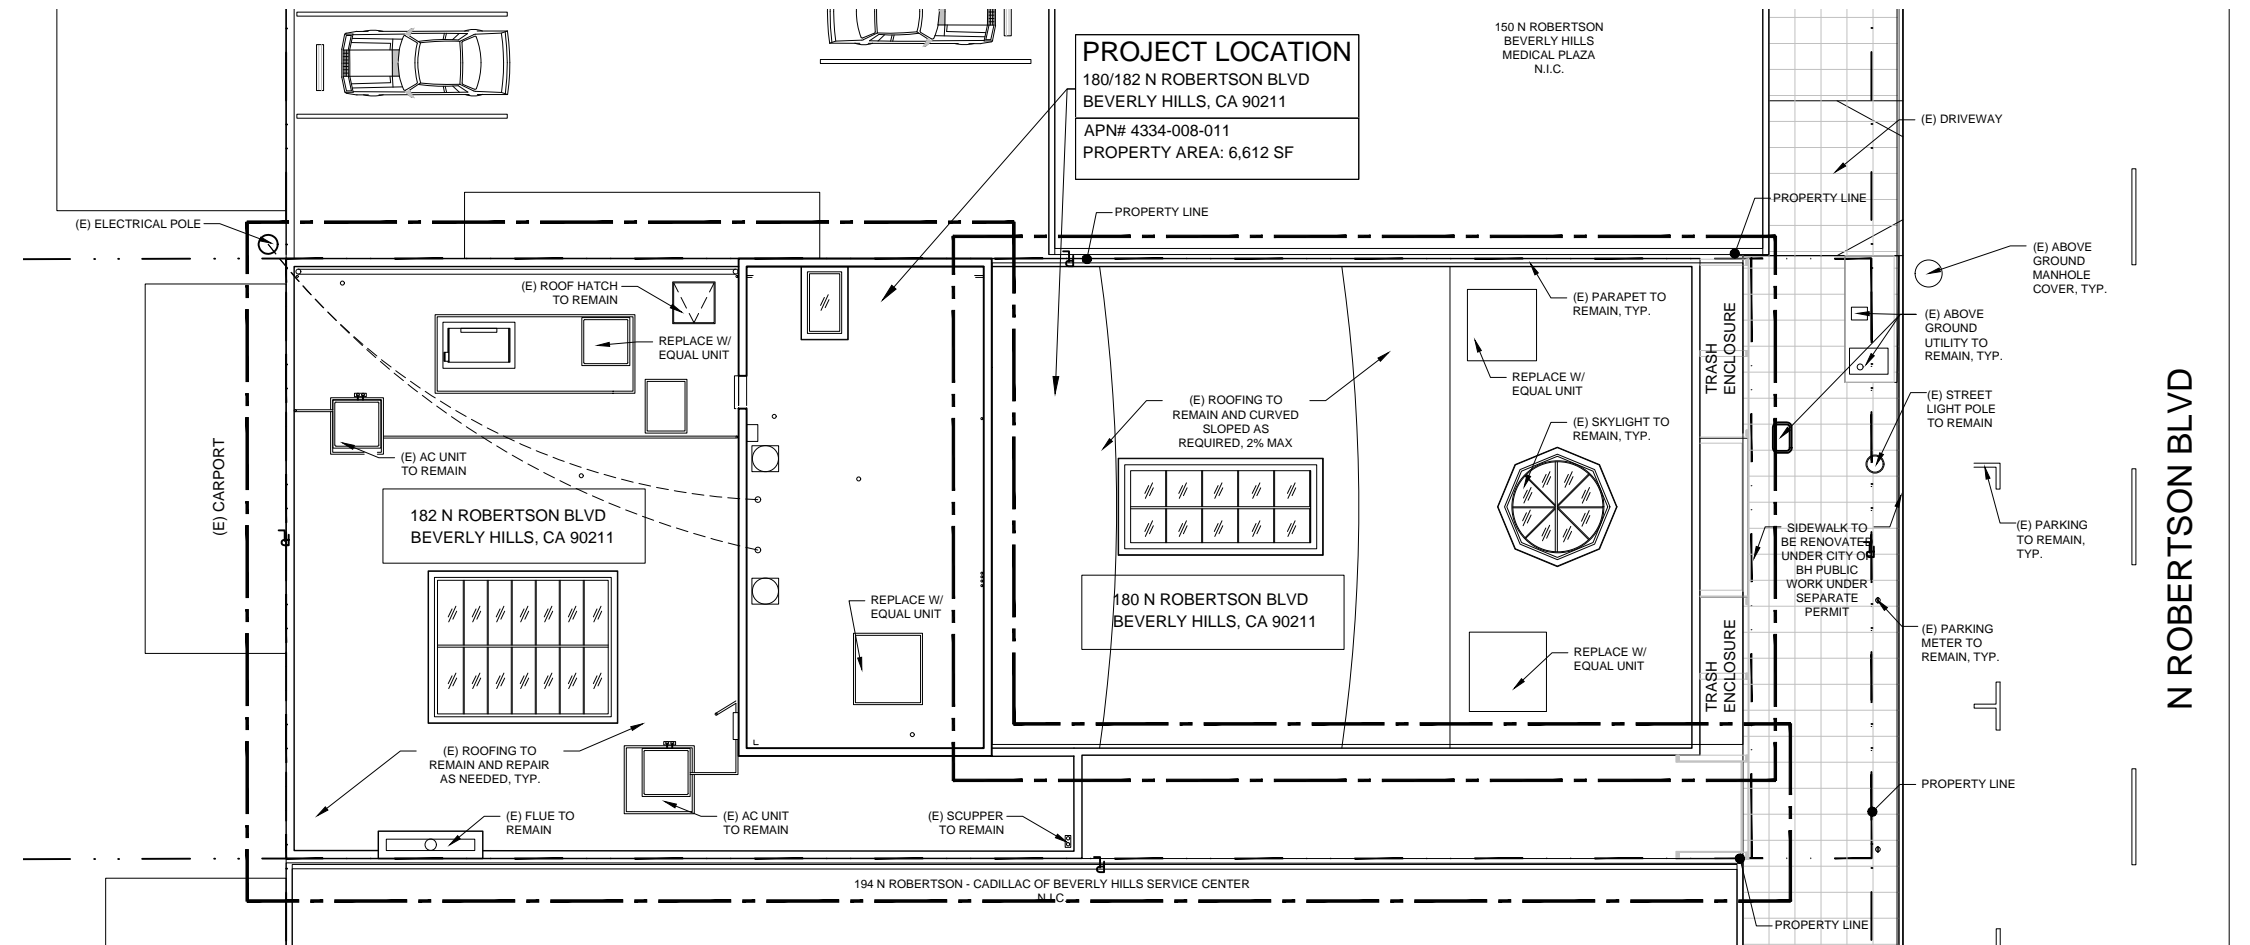 150 N ROBERTSON
BEVERLY HILLS
MEDICAL PLAZA
N.I.C.
PROJECT LOCATION
180/182 N ROBERTSON BLVD
BEVERLY HILLS, CA 90211
APN# 4334-008-011
PROPERTY AREA: 6,612 SF
(E) DRIVEWAY
PROPERTY LINE
PROPERTY LINE
(E) ELECTRICAL POLE
(E) ABOVE
GROUND
MANHOLE
COVER, TYP.
(E) ROOF HATCH
TO REMAIN
(E) PARAPET TO
REMAIN, TYP.
(E) ABOVE
GROUND
UTILITY TO
REMAIN, TYP.
REPLACE W/
EQUAL UNIT
TRASH
ENCLOSURE
REPLACE W/
EQUAL UNIT
(E) ROOFING TO
REMAIN AND CURVED
SLOPED AS
REQUIRED, 2% MAX
(E) SKYLIGHT TO
REMAIN, TYP.
(E) STREET
LIGHT POLE
TO REMAIN
(E) CARPORT
(E) AC UNIT
TO REMAIN
N ROBERTSON BLVD
182 N ROBERTSON BLVD
BEVERLY HILLS, CA 90211
SIDEWALK TO
BE RENOVATED
UNDER CITY OF
BH PUBLIC
WORK UNDER
SEPARATE
PERMIT
(E) PARKING
TO REMAIN,
TYP.
REPLACE W/
EQUAL UNIT
180 N ROBERTSON BLVD
BEVERLY HILLS, CA 90211
(E) PARKING
METER TO
REMAIN, TYP.
REPLACE W/
EQUAL UNIT
TRASH
ENCLOSURE
(E) ROOFING TO
REMAIN AND REPAIR
AS NEEDED, TYP.
PROPERTY LINE
(E) FLUE TO
REMAIN
(E) AC UNIT
TO REMAIN
(E) SCUPPER
TO REMAIN
194 N ROBERTSON - CADILLAC OF BEVERLY HILLS SERVICE CENTER
N.I.C.
PROPERTY LINE